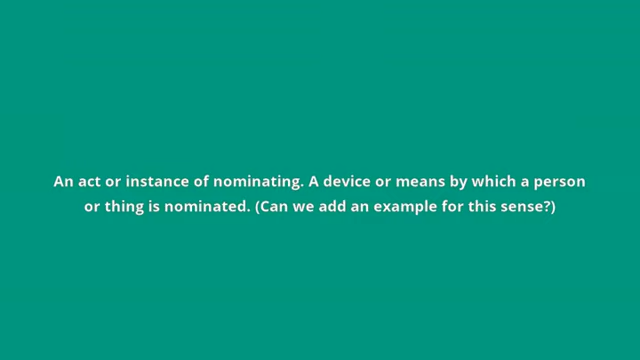 An act or instance of nominating. A device or means by which a person
or thing is nominated. (Can we add an example for this sense?)